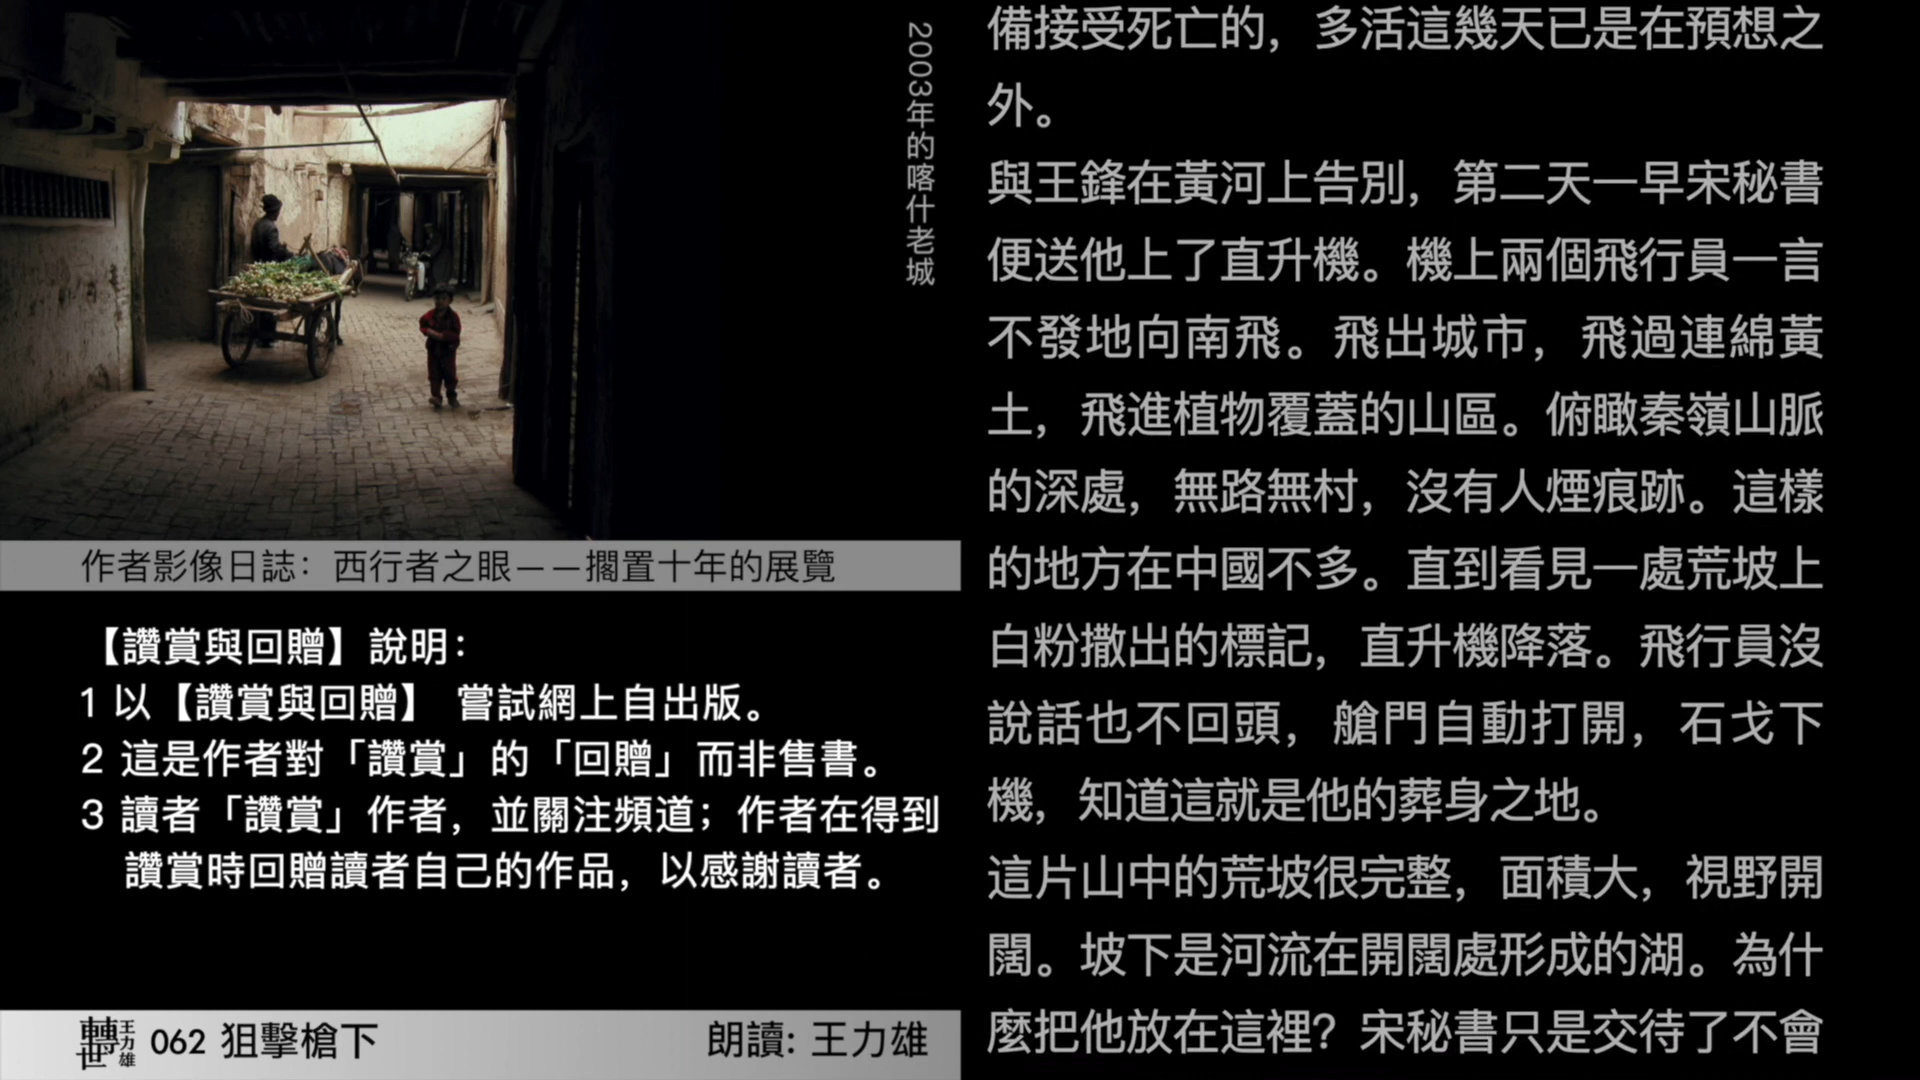 2003年的喀什老城
作者影像日誌：西行者之眼——擱置十年的展覽
【讚賞與回贈】說明：
1 以【讚賞與回贈】 嘗試網上自出版。
2 這是作者對「讚賞」的「回贈」而非售書。
3 讀者「讚賞」作者，並關注頻道；作者在得到
讚賞時回贈讀者自己的作品，以感謝讀者。
轉世
王力雄
062 狙擊槍下
朗讀: 王力雄
備接受死亡的，多活這幾天已是在預想之
外。
與王鋒在黃河上告別，第二天一早宋秘書
便送他上了直升機。機上兩個飛行員一言
不發地向南飛。飛出城市，飛過連綿黃
土，飛進植物覆蓋的山區。俯瞰秦嶺山脈
的深處，無路無村，沒有人煙痕跡。這樣
的地方在中國不多。直到看見一處荒坡上
白粉撒出的標記，直升機降落。飛行員沒
說話也不回頭，艙門自動打開，石戈下
機，知道這就是他的葬身之地。
這片山中的荒坡很完整，面積大，視野開
闊。坡下是河流在開闊處形成的湖。為什
麼把他放在這裡？宋秘書只是交待了不會